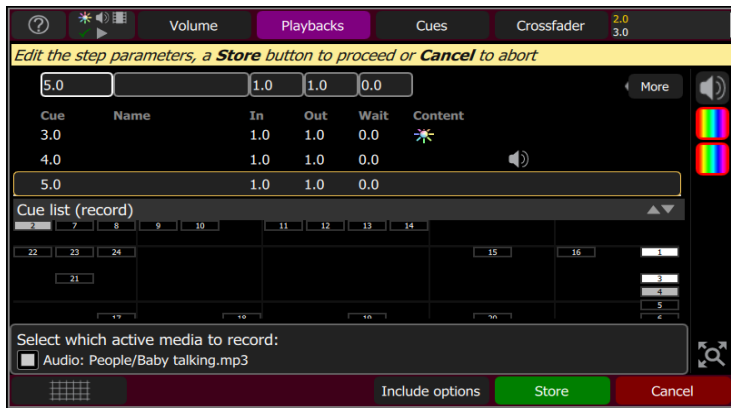 ?
Volume
Playbacks
Cues
Crossfader
2.0
3.0
Edit the step parameters, a Store button to proceed or Cancel to abort
5.0 1.0 1.0 0.0 More
Cue Name In Out Wait Content
3.0 1.0 1.0 0.0
4.0 1.0 1.0 0.0
5.0 1.0 1.0 0.0
Cue list (record)
2 7 8 9 10 11 12 13 14
22 23 24 15 16 1
21 3
4
5
17 18 19 20 6
Select which active media to record:
Audio: People/Baby talking.mp3
Include options Store Cancel